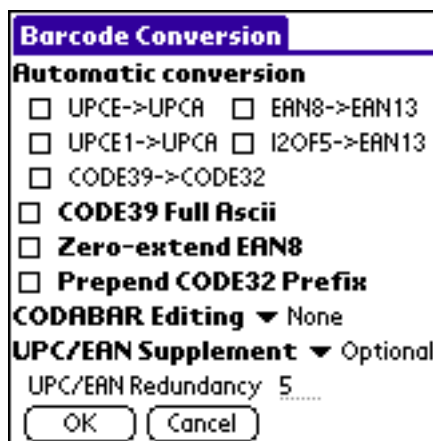 Barcode Conversion
Automatic conversion
UPCE->UPCA EAN8->EAN13
UPCE1->UPCA I2OF5->EAN13
CODE39->CODE32
CODE39 Full Ascii
Zero-extend EAN8
Prepend CODE32 Prefix
CODABAR Editing None
UPC/EAN Supplement Optional
UPC/EAN Redundancy 5
OK Cancel